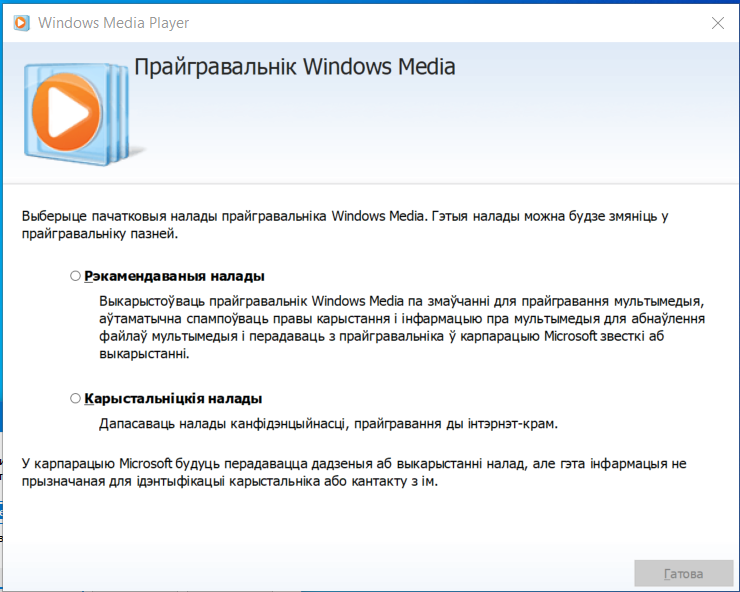 Windows Media Player
Прайгравальнік Windows Media
Выберыце пачатковыя налады прайгравальніка Windows Media. Гэтыя налады можна будзе змяніць у
прайгравальніку пазней.
Рэкамендаваныя налады
Выкарыстоўваць прайгравальнік Windows Media па змаўчанні для прайгравання мультымедыя,
аўтаматычна спампоўваць правы карыстання і інфармацыю пра мультымедыя для абнаўлення
файлаў мультымедыя і перадаваць з прайгравальніка ў карпарацыю Microsoft звесткі аб
выкарыстанні.
Карыстальніцкія налады
Дапасаваць налады канфідэнцыйнасці, прайгравання ды інтэрнэт-крам.
У карпарацыю Microsoft будуць перадавацца дадзеныя аб выкарыстанні налад, але гэта інфармацыя не
прызначаная для ідэнтыфікацыі карыстальніка або кантакту з ім.
Гатова